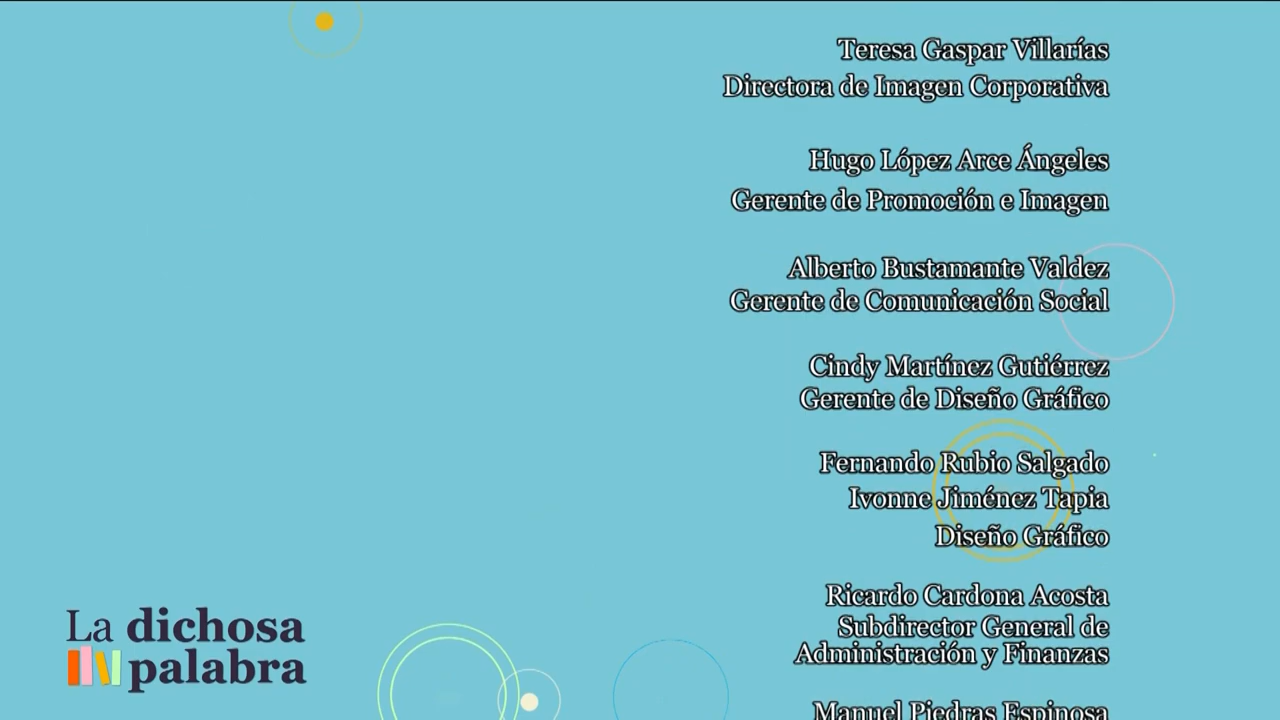 Teresa Gaspar Villarías
Directora de Imagen Corporativa
Hugo López Arce Ángeles
Gerente de Promoción e Imagen
Alberto Bustamante Valdez
Gerente de Comunicación Social
Cindy Martínez Gutiérrez
Gerente de Diseño Gráfico
Fernando Rubio Salgado
Ivonne Jiménez Tapia
Diseño Gráfico
Ricardo Cardona Acosta
Subdirector General de
Administración y Finanzas
Manuel Piedras Espinosa
La dichosa
palabra